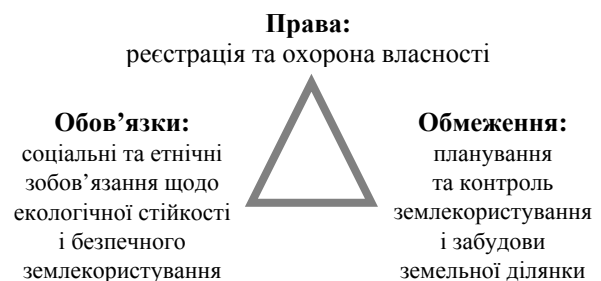 Права:
реєстрація та охорона власності
Обов’язки:
соціальні та етнічні
зобов’язання щодо
екологічної стійкості
і безпечного
землекористування
Обмеження:
планування
та контроль
землекористування
і забудови
земельної ділянки